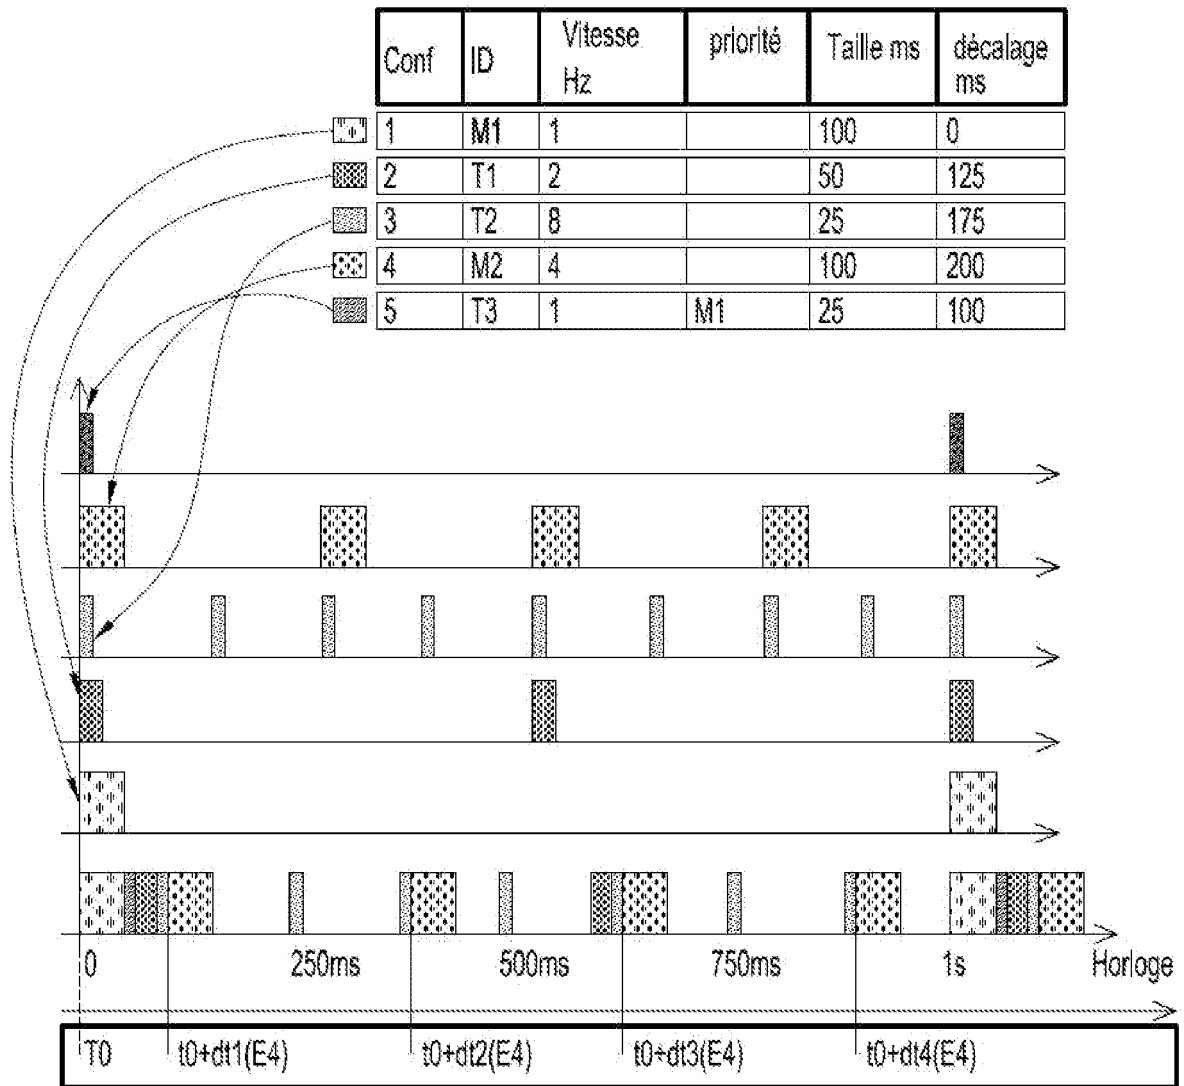 Conf ID Vitesse Hz priorité Taille ms décalage ms
1 M1 1 100 0
2 T1 2 50 125
3 T2 8 25 175
4 M2 4 100 200
5 T3 1 M1 25 100
0 250ms 500ms 750ms 1s Horloge
T0 t0+dt1(E4) t0+dt2(E4) t0+dt3(E4) t0+dt4(E4)